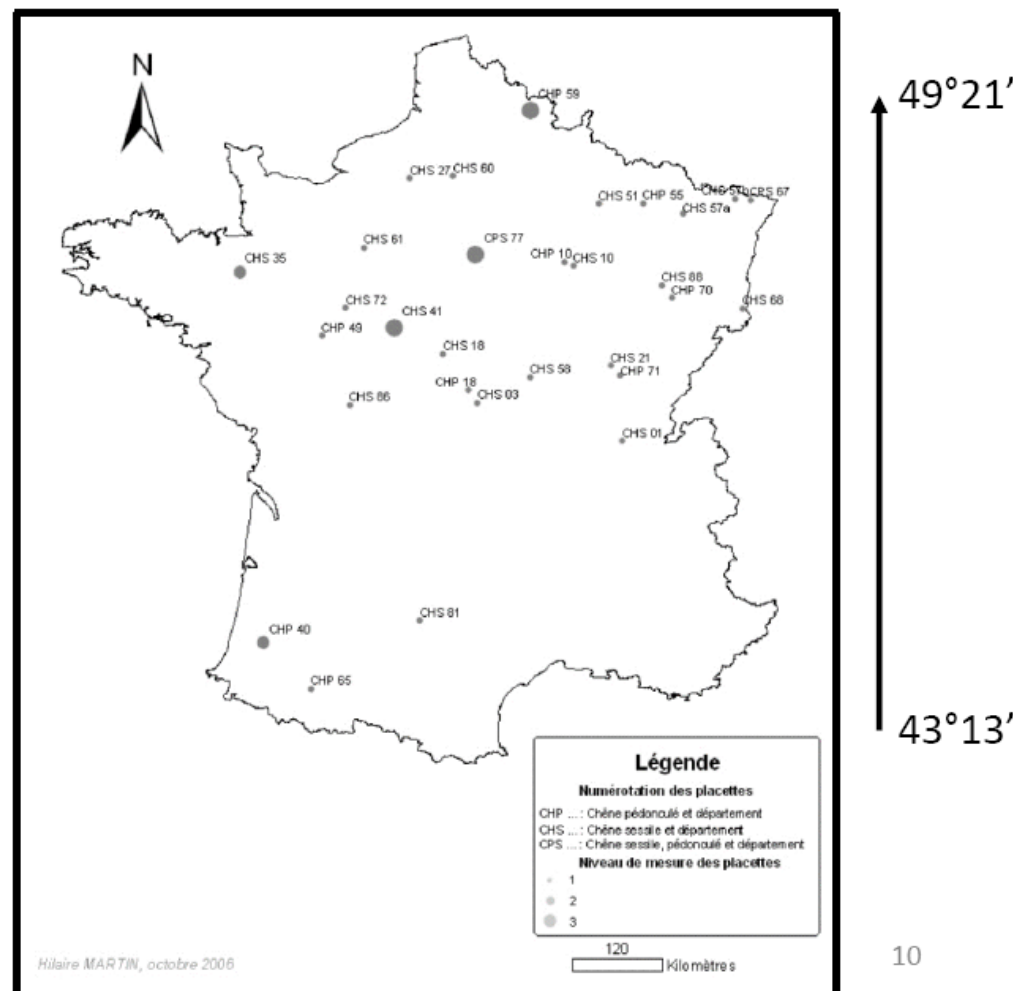 N
49°21’
CHP 59
CHS 27
CHS 60
CHS 51
CHP 55
CPS 67
CHS 57a
CHS 61
CPS 77
CHP 10
CHS 10
CHS 35
CHS 88
CHP 70
CHS 68
CHS 72
CHS 41
CHP 49
CHS 18
CHS 21
CHP 71
CHS 58
CHP 18
CHS 03
CHS 86
CHS 01
CHS 81
CHP 40
CHP 65
43°13’
Légende
Numérotation des placettes
CHP ... : Chêne pédonculé et département
CHS ... : Chêne sessile et département
CPS ... : Chêne sessile, pédonculé et département
Niveau de mesure des placettes
1
2
3
120
Kilomètres
Hilaire MARTIN, octobre 2006
10